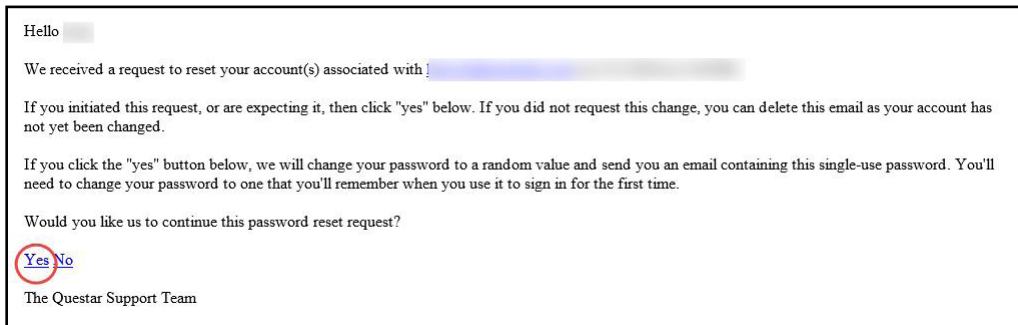 Hello
We received a request to reset your account(s) associated with
If you initiated this request, or are expecting it, then click "yes" below. If you did not request this change, you can delete this email as your account has
not yet been changed.
If you click the "yes" button below, we will change your password to a random value and send you an email containing this single-use password. You'll
need to change your password to one that you'll remember when you use it to sign in for the first time.
Would you like us to continue this password reset request?
Yes No
The Questar Support Team